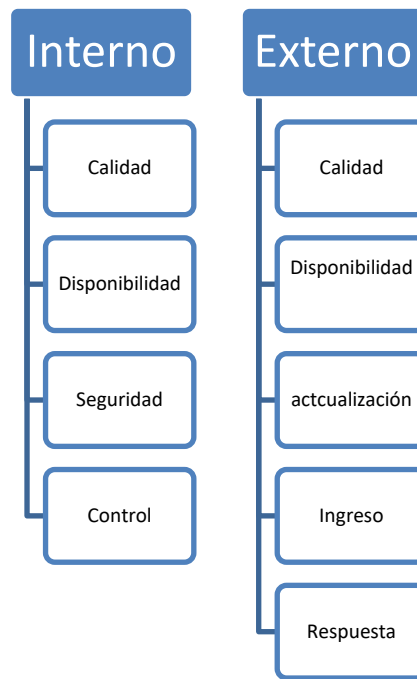 Interno
Calidad
Disponibilidad
Seguridad
Control
Externo
Calidad
Disponibilidad
actcualización
Ingreso
Respuesta